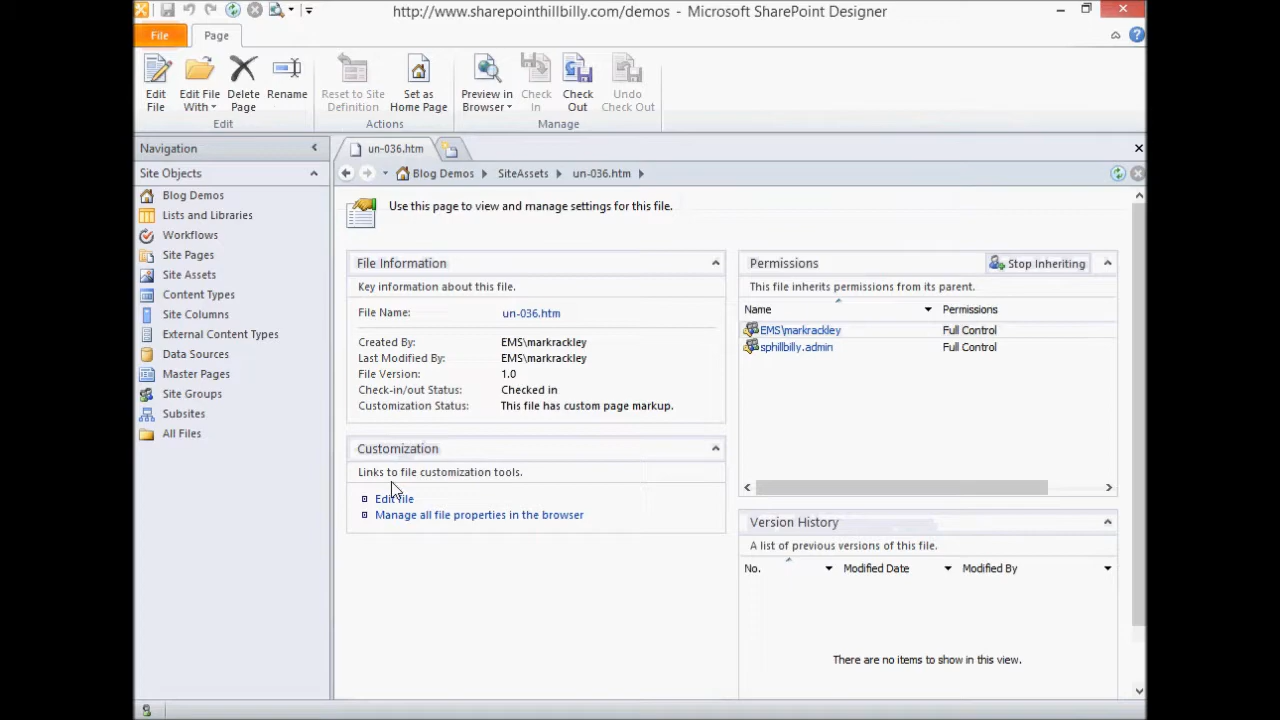 http://www.sharepointhillbilly.com/demos - Microsoft SharePoint Designer
File Page
Edit File
Edit File With
Delete Page
Rename
Reset to Site Definition
Set as Home Page
Preview in Browser
Check In
Check Out
Undo Check Out
Edit Actions Manage
Navigation
Site Objects
Blog Demos
Lists and Libraries
Workflows
Site Pages
Site Assets
Content Types
Site Columns
External Content Types
Data Sources
Master Pages
Site Groups
Subsites
All Files
un-036.htm
Blog Demos SiteAssets un-036.htm
Use this page to view and manage settings for this file.
File Information
Key information about this file.
File Name: un-036.htm
Created By: EMS\markrackley
Last Modified By: EMS\markrackley
File Version: 1.0
Check-in/out Status: Checked in
Customization Status: This file has custom page markup.
Customization
Links to file customization tools.
Edit file
Manage all file properties in the browser
Permissions Stop Inheriting
This file inherits permissions from its parent.
Name Permissions
EMS\markrackley Full Control
sphillbilly.admin Full Control
Version History
A list of previous versions of this file.
No. Modified Date Modified By
There are no items to show in this view.